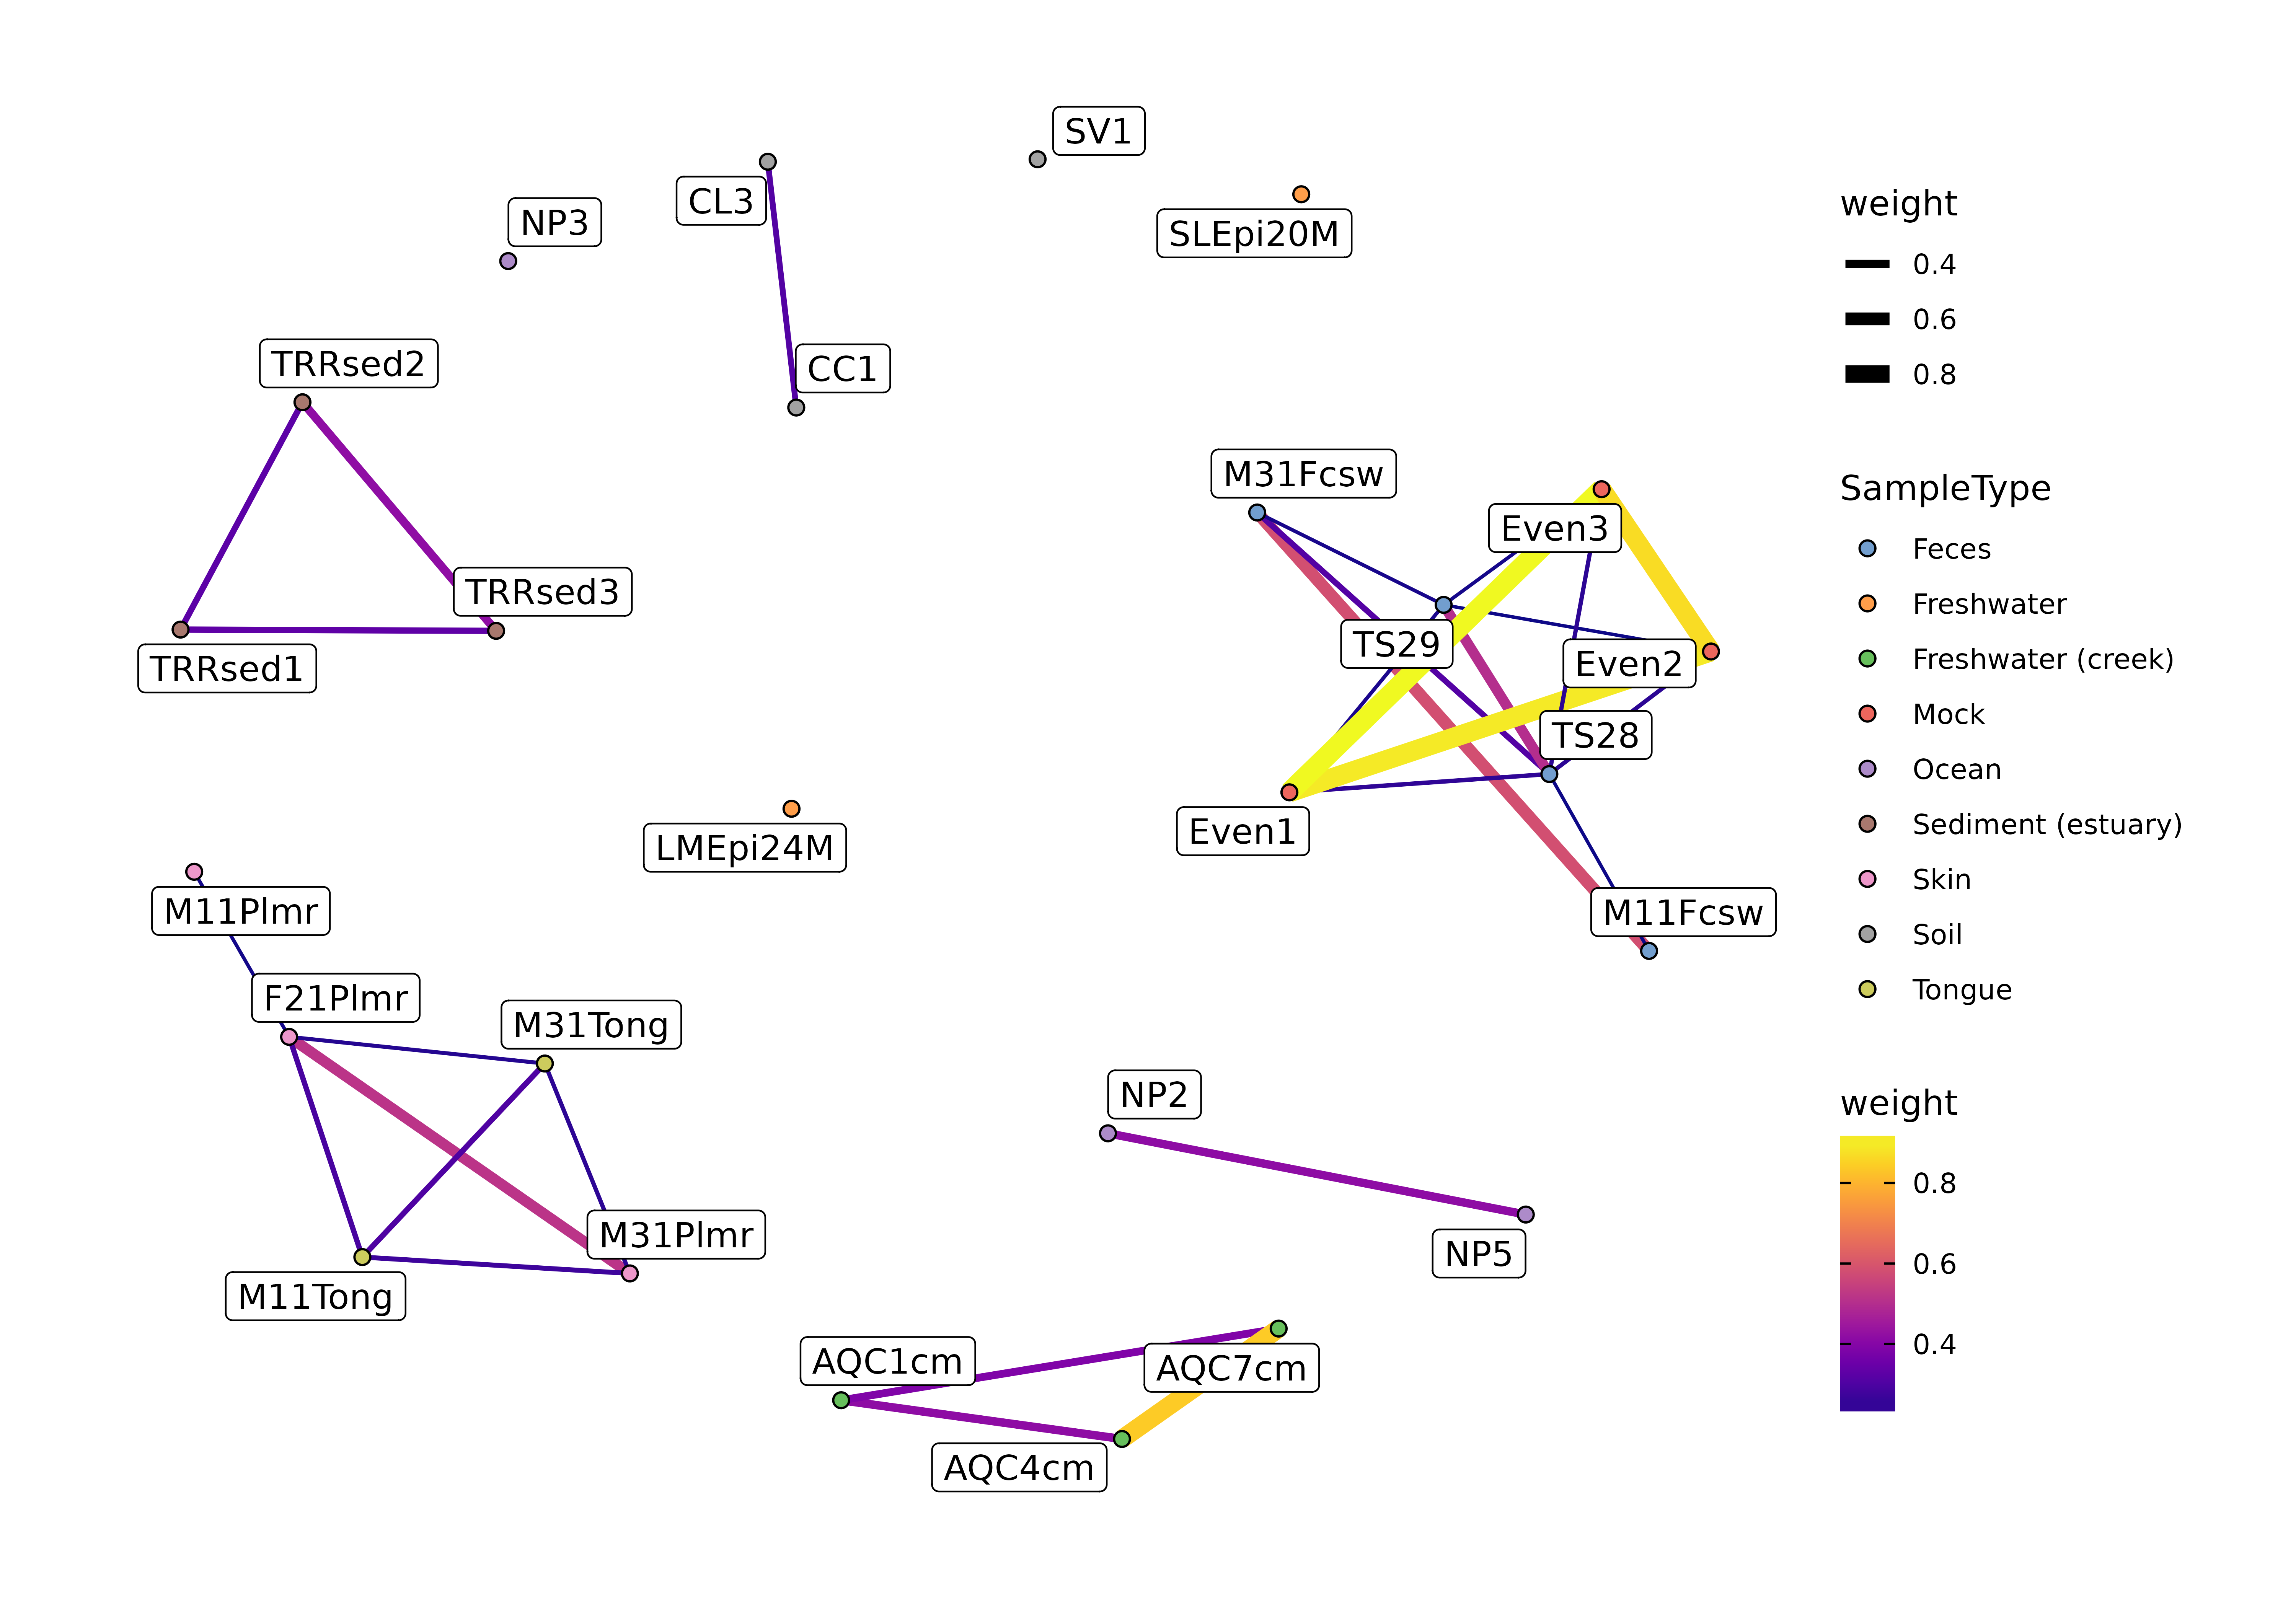 SV1
CL3
NP3
SLEpi20M
TRRsed2
CC1
M31Fcsw
Even3
TRRsed3
TS29
Even2
TRRsed1
TS28
Even1
LMEpi24M
M11Plmr
M11Fcsw
F21Plmr
M31Tong
NP2
M31Plmr
NP5
M11Tong
AQC1cm
AQC7cm
AQC4cm
weight
0.4
0.6
0.8
SampleType
Feces
Freshwater
Freshwater (creek)
Mock
Ocean
Sediment (estuary)
Skin
Soil
Tongue
weight
0.8
0.6
0.4